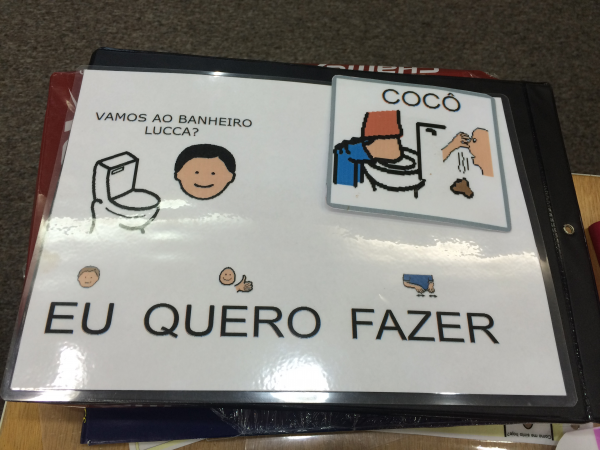 VAMOS AO BANHEIRO
LUCCA?
COCÔ
EU QUERO FAZER